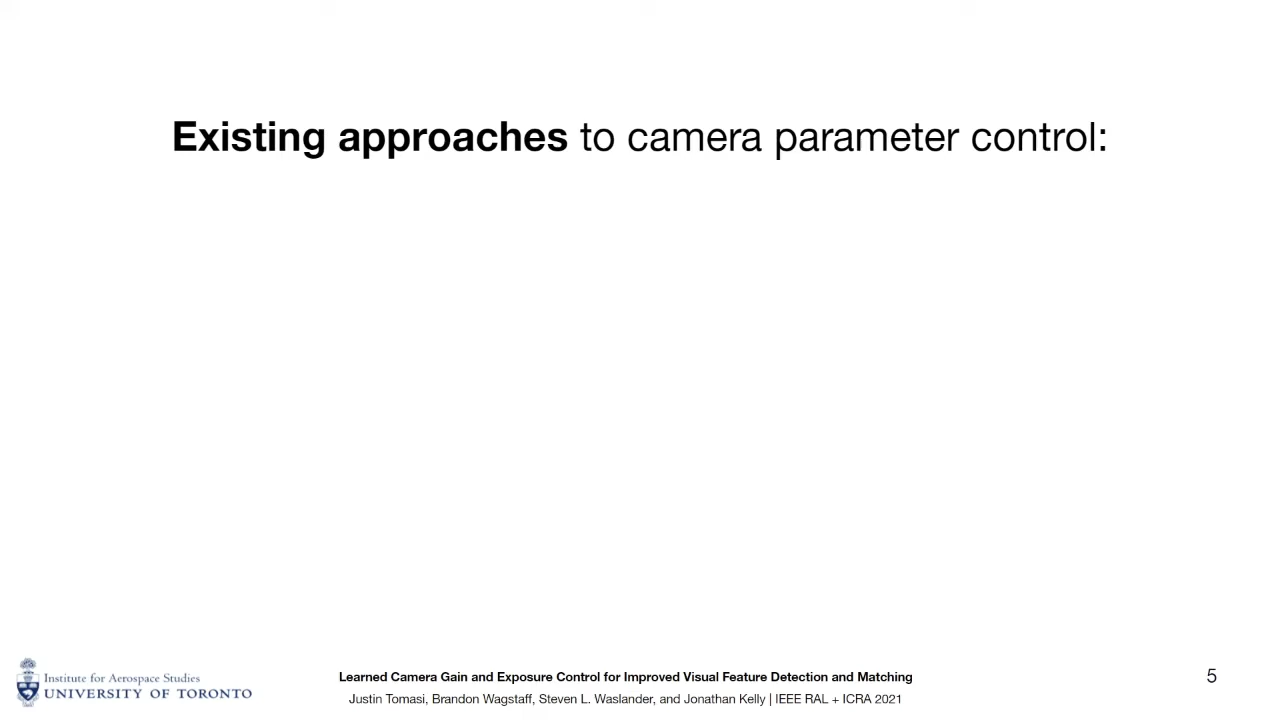 Existing approaches to camera parameter control:
Institute for Aerospace Studies
UNIVERSITY OF TORONTO
Learned Camera Gain and Exposure Control for Improved Visual Feature Detection and Matching
Justin Tomasi, Brandon Wagstaff, Steven L. Waslander, and Jonathan Kelly | IEEE RAL + ICRA 2021
5